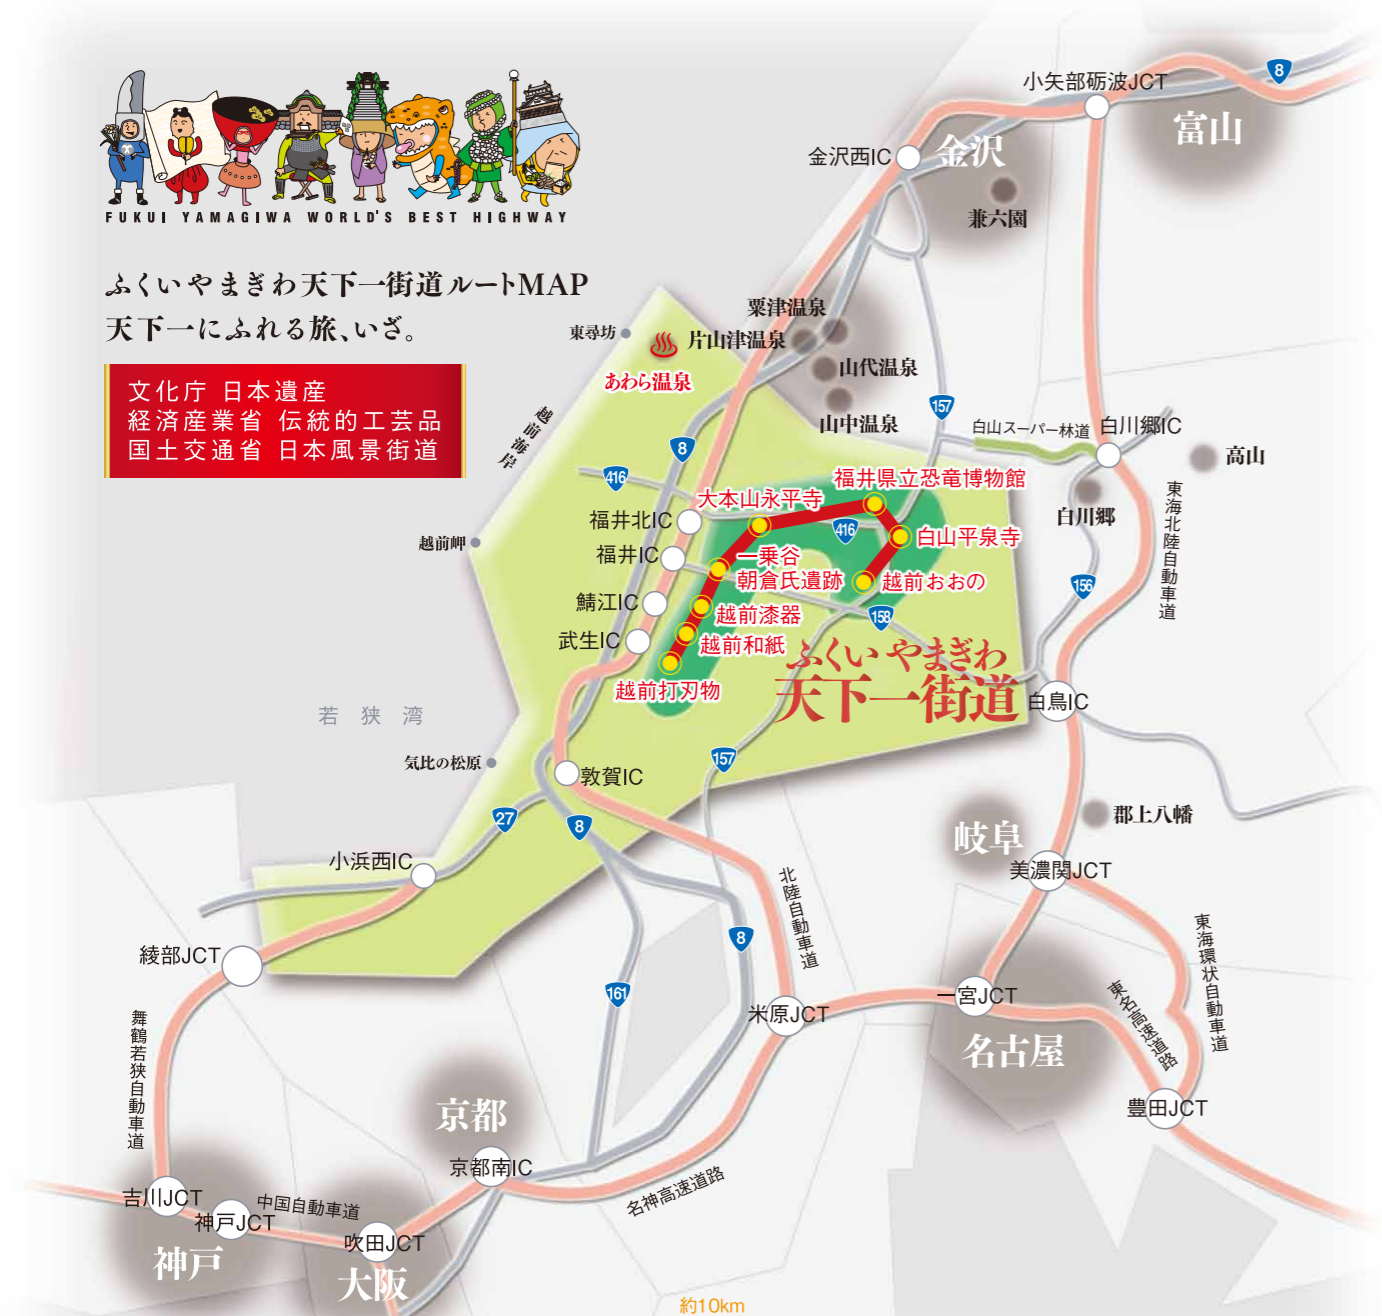 FUKUI YAMAGIWA WORLD'S BEST HIGHWAY
ふくいやまぎわ天下一街道ルートMAP
天下一にふれる旅、いざ。
文化庁 日本遺産
経済産業省 伝統的工芸品
国土交通省 日本風景街道
8
小矢部砺波JCT
富山
金沢西IC
金沢
兼六園
粟津温泉
東尋坊
片山津温泉
あわら温泉
山代温泉
山中温泉
157
白山スーパー林道
白川郷IC
高山
越前海岸
8
416
大本山永平寺
福井県立恐竜博物館
白川郷
東海北陸自動車道
福井北IC
416
白山平泉寺
越前岬
福井IC
一乗谷
朝倉氏遺跡
越前おおの
156
鯖江IC
越前漆器
158
武生IC
越前和紙
ふくいやまぎわ
天下一街道
越前打刃物
白鳥IC
若狭湾
気比の松原
157
敦賀IC
27
8
郡上八幡
岐阜
小浜西IC
美濃関JCT
北陸自動車道
8
東海環状自動車道
綾部JCT
161
一宮JCT
東名高速道路
米原JCT
名古屋
舞鶴若狭自動車道
京都
豊田JCT
京都南IC
名神高速道路
吉川JCT
神戸JCT
中国自動車道
吹田JCT
神戸
大阪
約10km